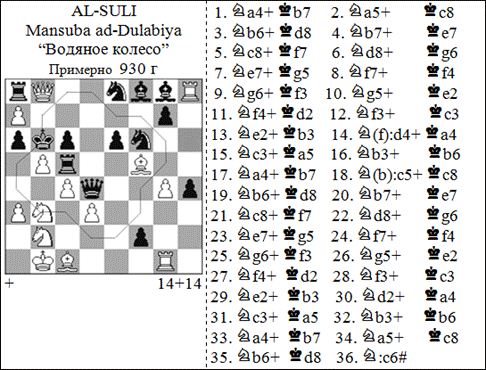 AL-SULI
Mansuba ad-Dulabiya
“Водяное колесо”
Примерно 930 г
+ 14+14
1. ♘a4+ ♚b7 2. ♘a5+ ♚c8
3. ♘b6+ ♚d8 4. ♘b7+ ♚e7
5. ♘c8+ ♚f7 6. ♘d8+ ♚g6
7. ♘e7+ ♚g5 8. ♘f7+ ♚f4
9. ♘g6+ ♚f3 10. ♘g5+ ♚e2
11. ♘f4+ ♚d2 12. ♘f3+ ♚c3
13. ♘e2+ ♚b3 14. ♘(f):d4+ ♚a4
15. ♘c3+ ♚a5 16. ♘b3+ ♚b6
17. ♘a4+ ♚b7 18. ♘(b):c5+ ♚c8
19. ♘b6+ ♚d8 20. ♘b7+ ♚e7
21. ♘c8+ ♚f7 22. ♘d8+ ♚g6
23. ♘e7+ ♚g5 24. ♘f7+ ♚f4
25. ♘g6+ ♚f3 26. ♘g5+ ♚e2
27. ♘f4+ ♚d2 28. ♘f3+ ♚c3
29. ♘e2+ ♚b3 30. ♘d2+ ♚a4
31. ♘c3+ ♚a5 32. ♘b3+ ♚b6
33. ♘a4+ ♚b7 34. ♘a5+ ♚c8
35. ♘b6+ ♚d8 36. ♘:c6#